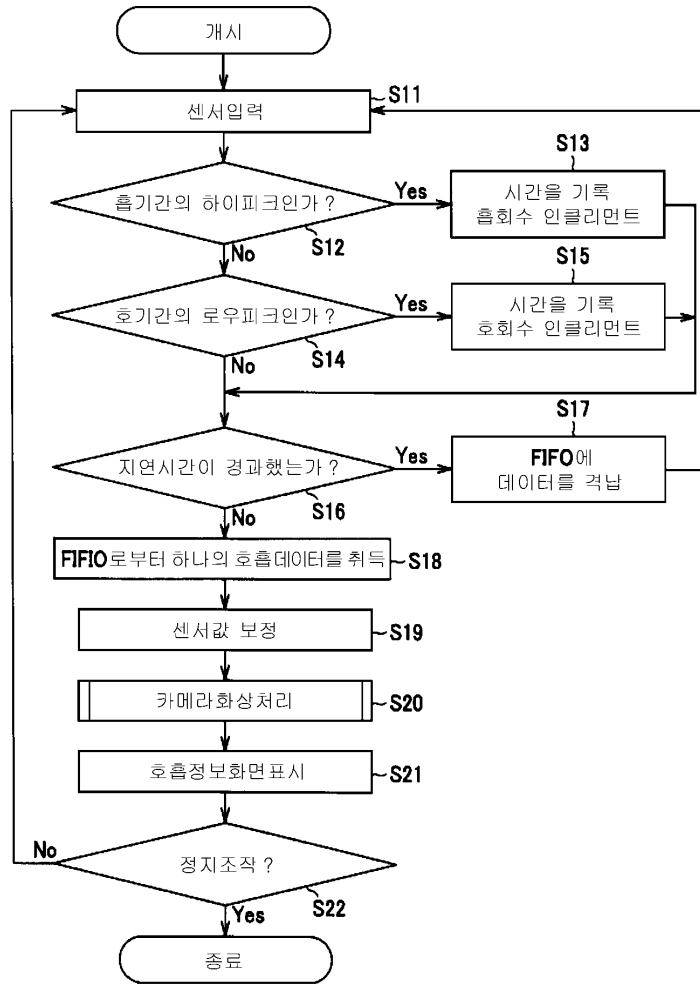 개시
센서입력
S11
흡기간의 하이피크인가 ?
S12
Yes
No
시간을 기록
흡회수 인클리먼트
S13
호기간의 로우피크인가 ?
S14
Yes
No
시간을 기록
호회수 인클리먼트
S15
지연시간이 경과했는가 ?
S16
Yes
No
FIFO에
데이터를 격납
S17
FIFIO로부터 하나의 호흡데이터를 취득
S18
센서값 보정
S19
카메라화상처리
S20
호흡정보화면표시
S21
정지조작 ?
S22
No
Yes
종료